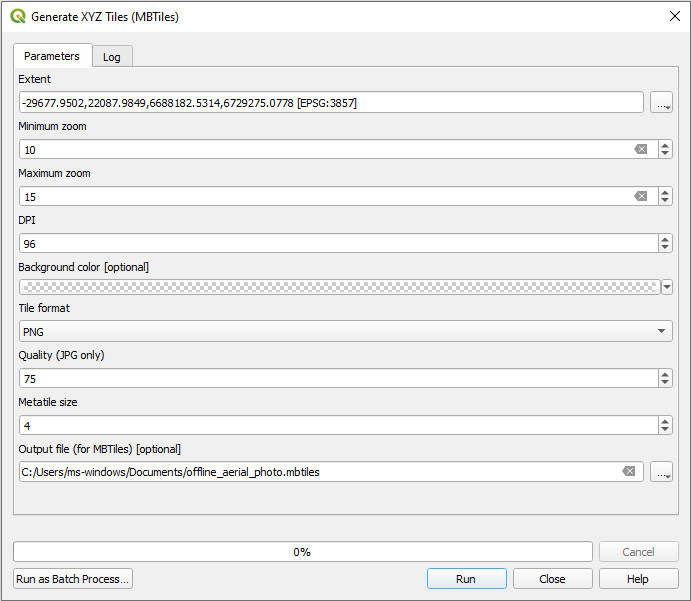 Generate XYZ Tiles (MBTiles)
Parameters
Log
Extent
-29677.9502,22087.9849,6688182.5314,6729275.0778 [EPSG:3857]
...
Minimum zoom
10
Maximum zoom
15
DPI
96
Background color [optional]
Tile format
PNG
Quality (JPG only)
75
Metatile size
4
Output file (for MBTiles) [optional]
C:/Users/ms-windows/Documents/offline_aerial_photo.mbtiles
...
0%
Cancel
Run as Batch Process...
Run
Close
Help